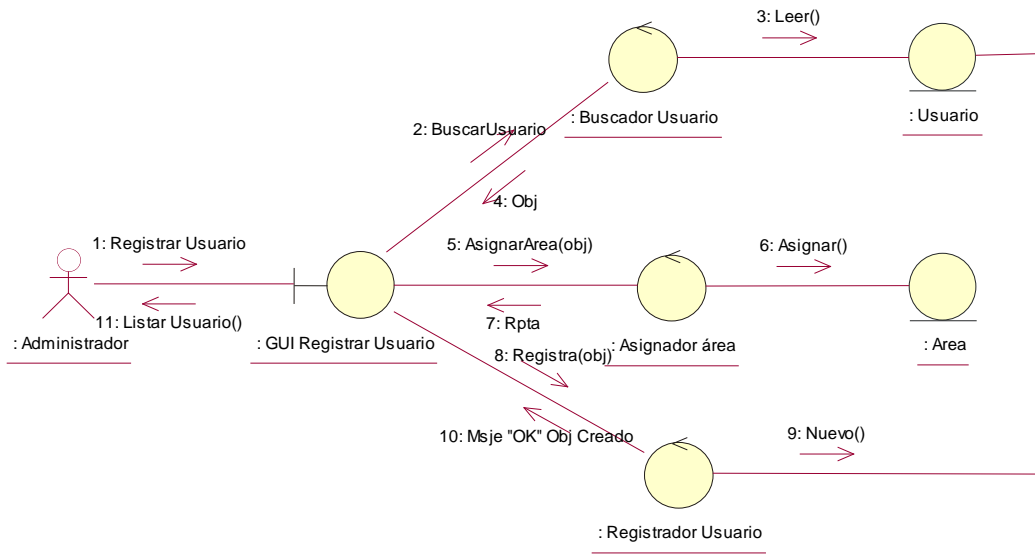 3: Leer()
: Buscador Usuario
: Usuario
2: BuscarUsuario
4: Obj
1: Registrar Usuario
5: AsignarArea(obj)
6: Asignar()
11: Listar Usuario()
7: Rpta
: Administrador
: GUI Registrar Usuario
: Asignador área
: Area
8: Registra(obj)
10: Msje "OK" Obj Creado
9: Nuevo()
: Registrador Usuario